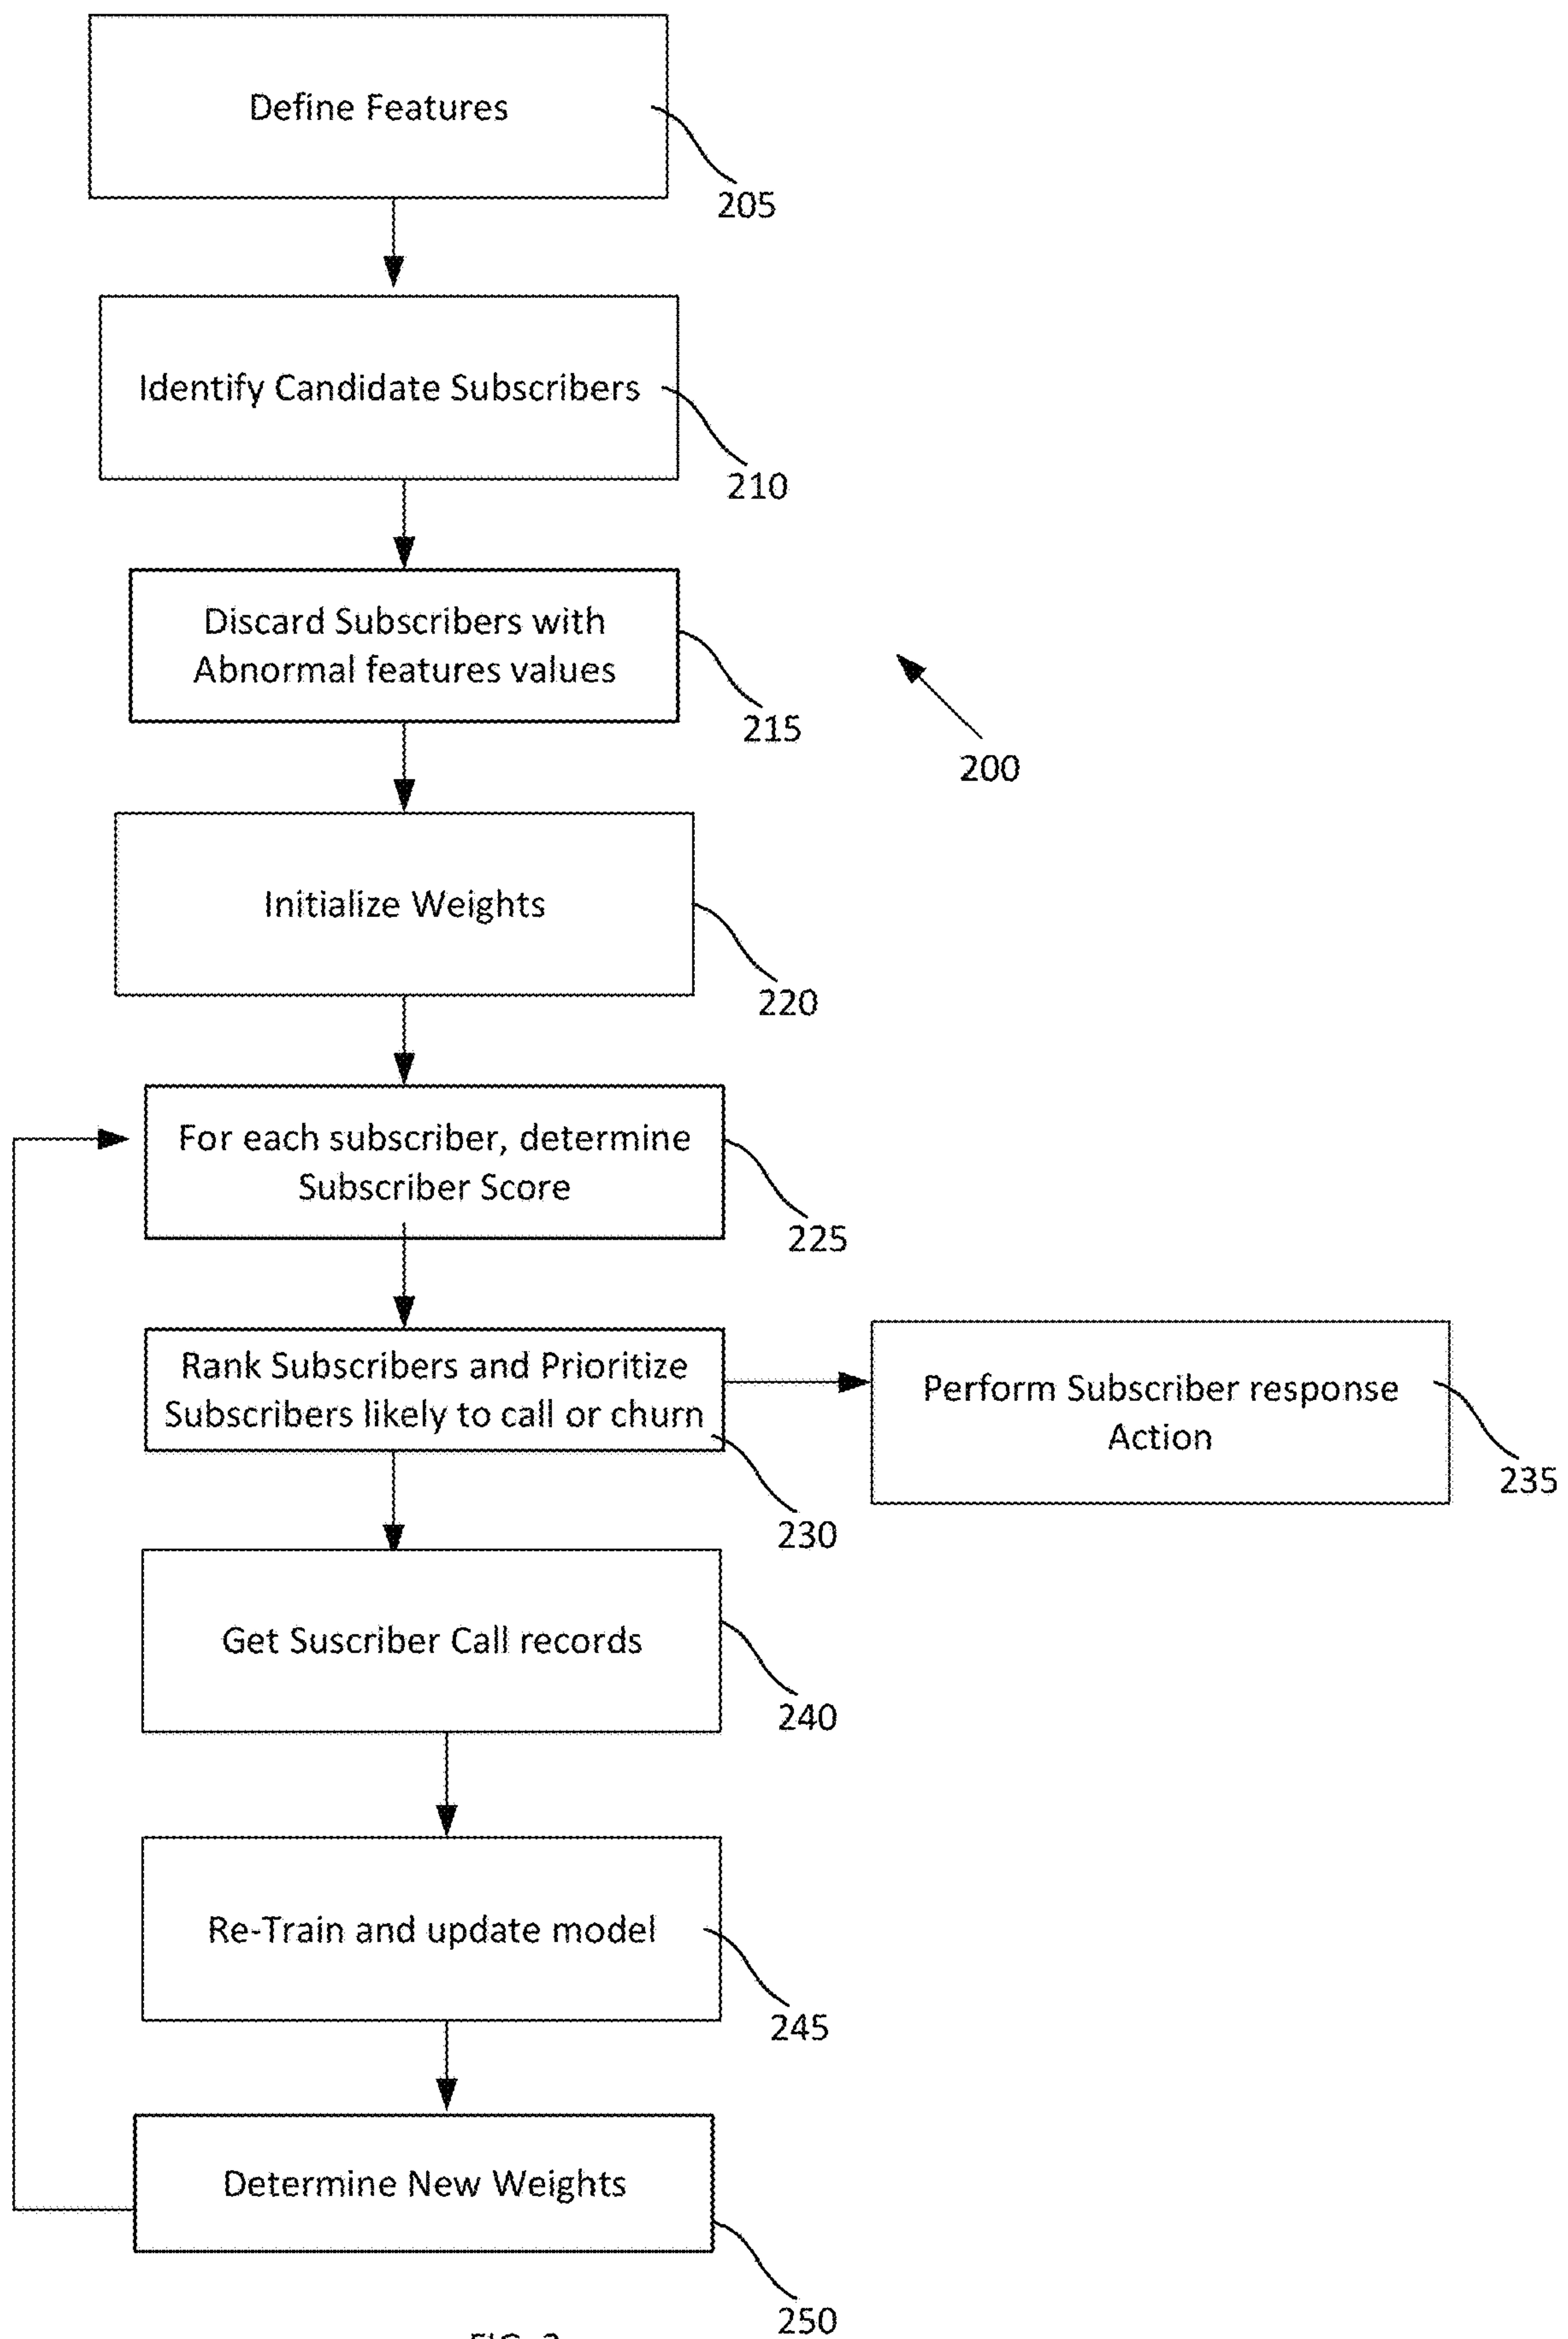 Define Features
205
Identify Candidate Subscribers
210
Discard Subscribers with
Abnormal features values
215
200
Initialize Weights
220
For each subscriber, determine
Subscriber Score
225
Rank Subscribers and Prioritize
Subscribers likely to call or churn
230
Perform Subscriber response
Action
235
Get Suscriber Call records
240
Re-Train and update model
245
Determine New Weights
250